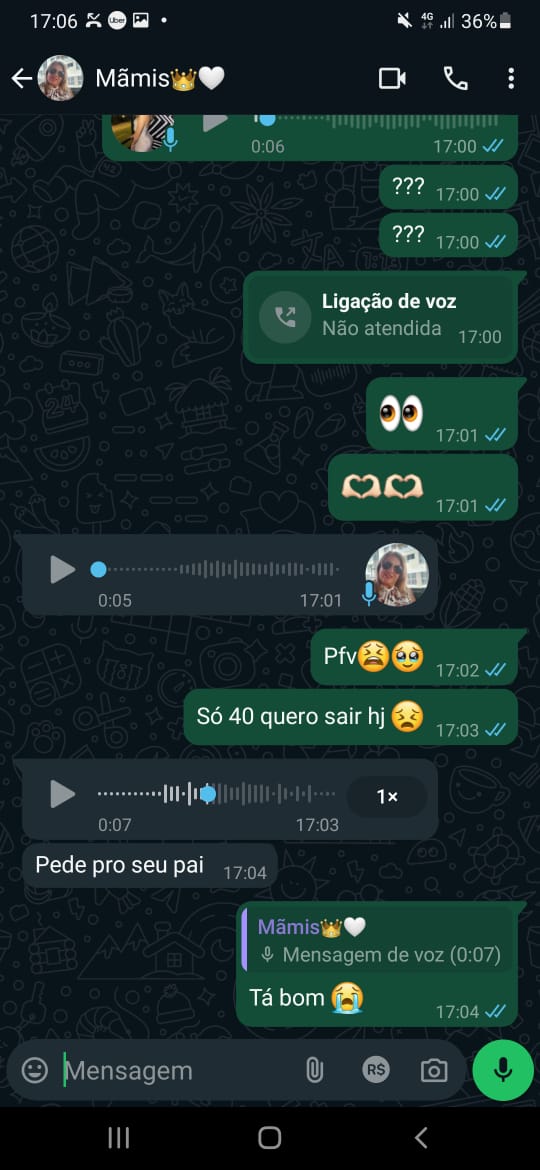 17:06 Uber 4G 36%
Mãmis👑🤍
0:06 17:00
??? 17:00
??? 17:00
Ligação de voz
Não atendida 17:00
👀 17:01
🫶🏻🫶🏻 17:01
0:05 17:01
Pfv😫🥹 17:02
Só 40 quero sair hj😣 17:03
1×
0:07 17:03
Pede pro seu pai 17:04
Mãmis👑🤍
Mensagem de voz (0:07)
Tá bom 😭 17:04
Mensagem R$